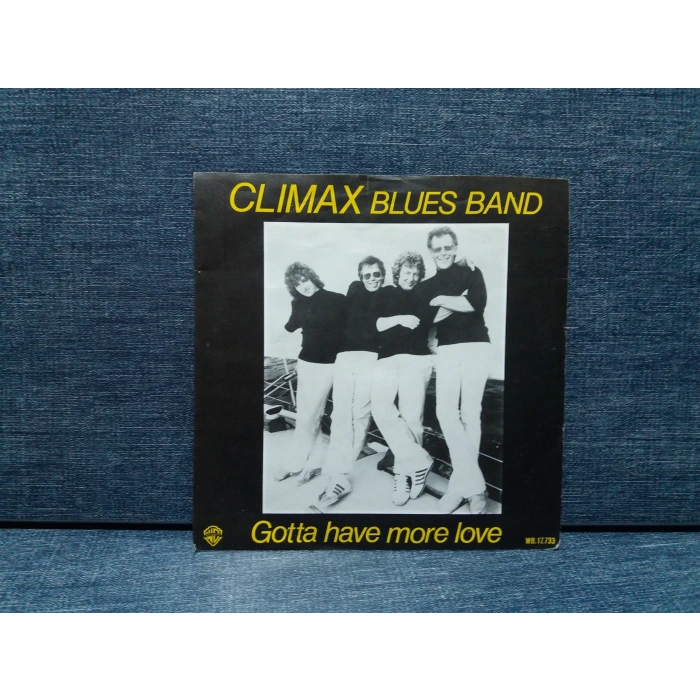 CLIMAX BLUES BAND
Gotta have more love
WB. 17.733